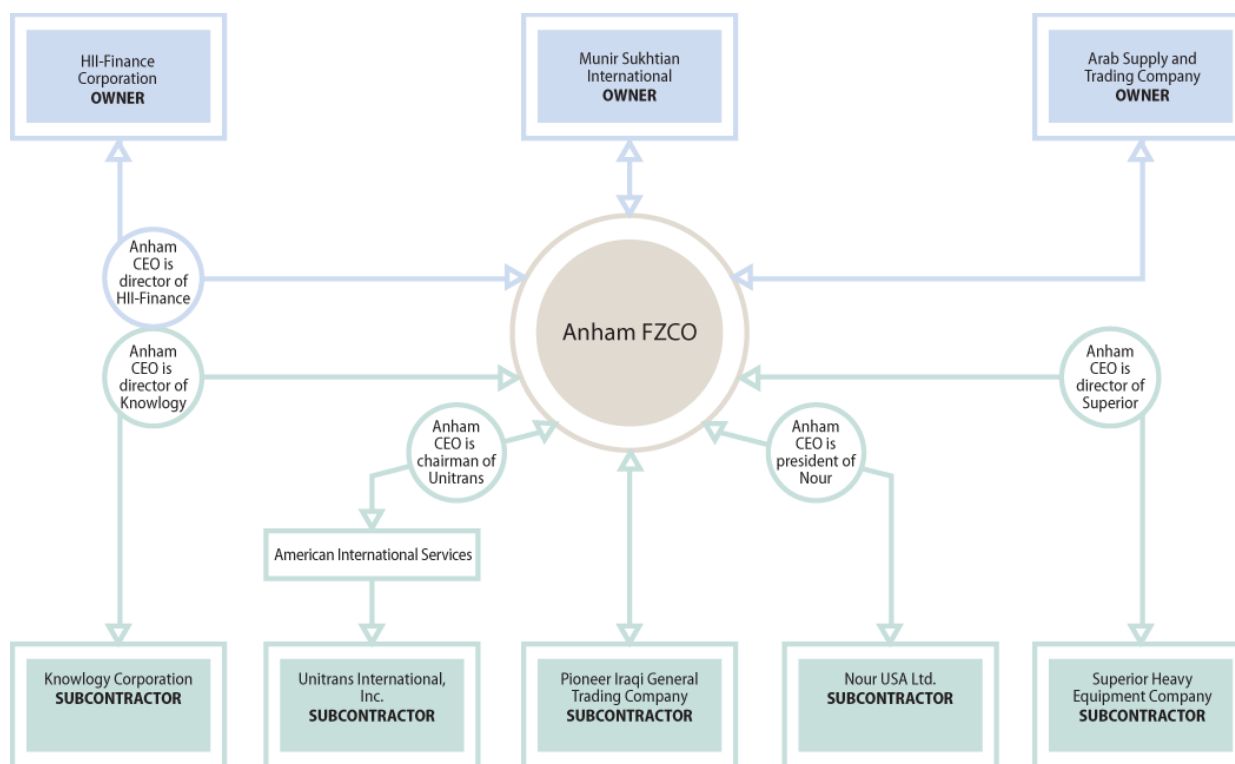 HII-Finance
Corporation
OWNER
Munir Sukhtian
International
OWNER
Arab Supply and
Trading Company
OWNER
Anham
CEO is
director of
HII-Finance
Anham FZCO
Anham
CEO is
director of
Knowlogy
Anham
CEO is
director of
Superior
Anham
CEO is
chairman of
Unitrans
Anham
CEO is
president of
Nour
American International Services
Knowlogy Corporation
SUBCONTRACTOR
Unitrans International,
Inc.
SUBCONTRACTOR
Pioneer Iraqi General
Trading Company
SUBCONTRACTOR
Nour USA Ltd.
SUBCONTRACTOR
Superior Heavy
Equipment Company
SUBCONTRACTOR